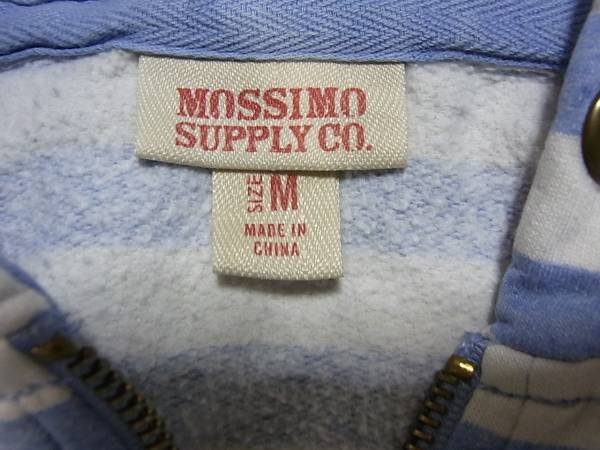 MOSSIMO
SUPPLY CO.
SIZE M
MADE IN
CHINA